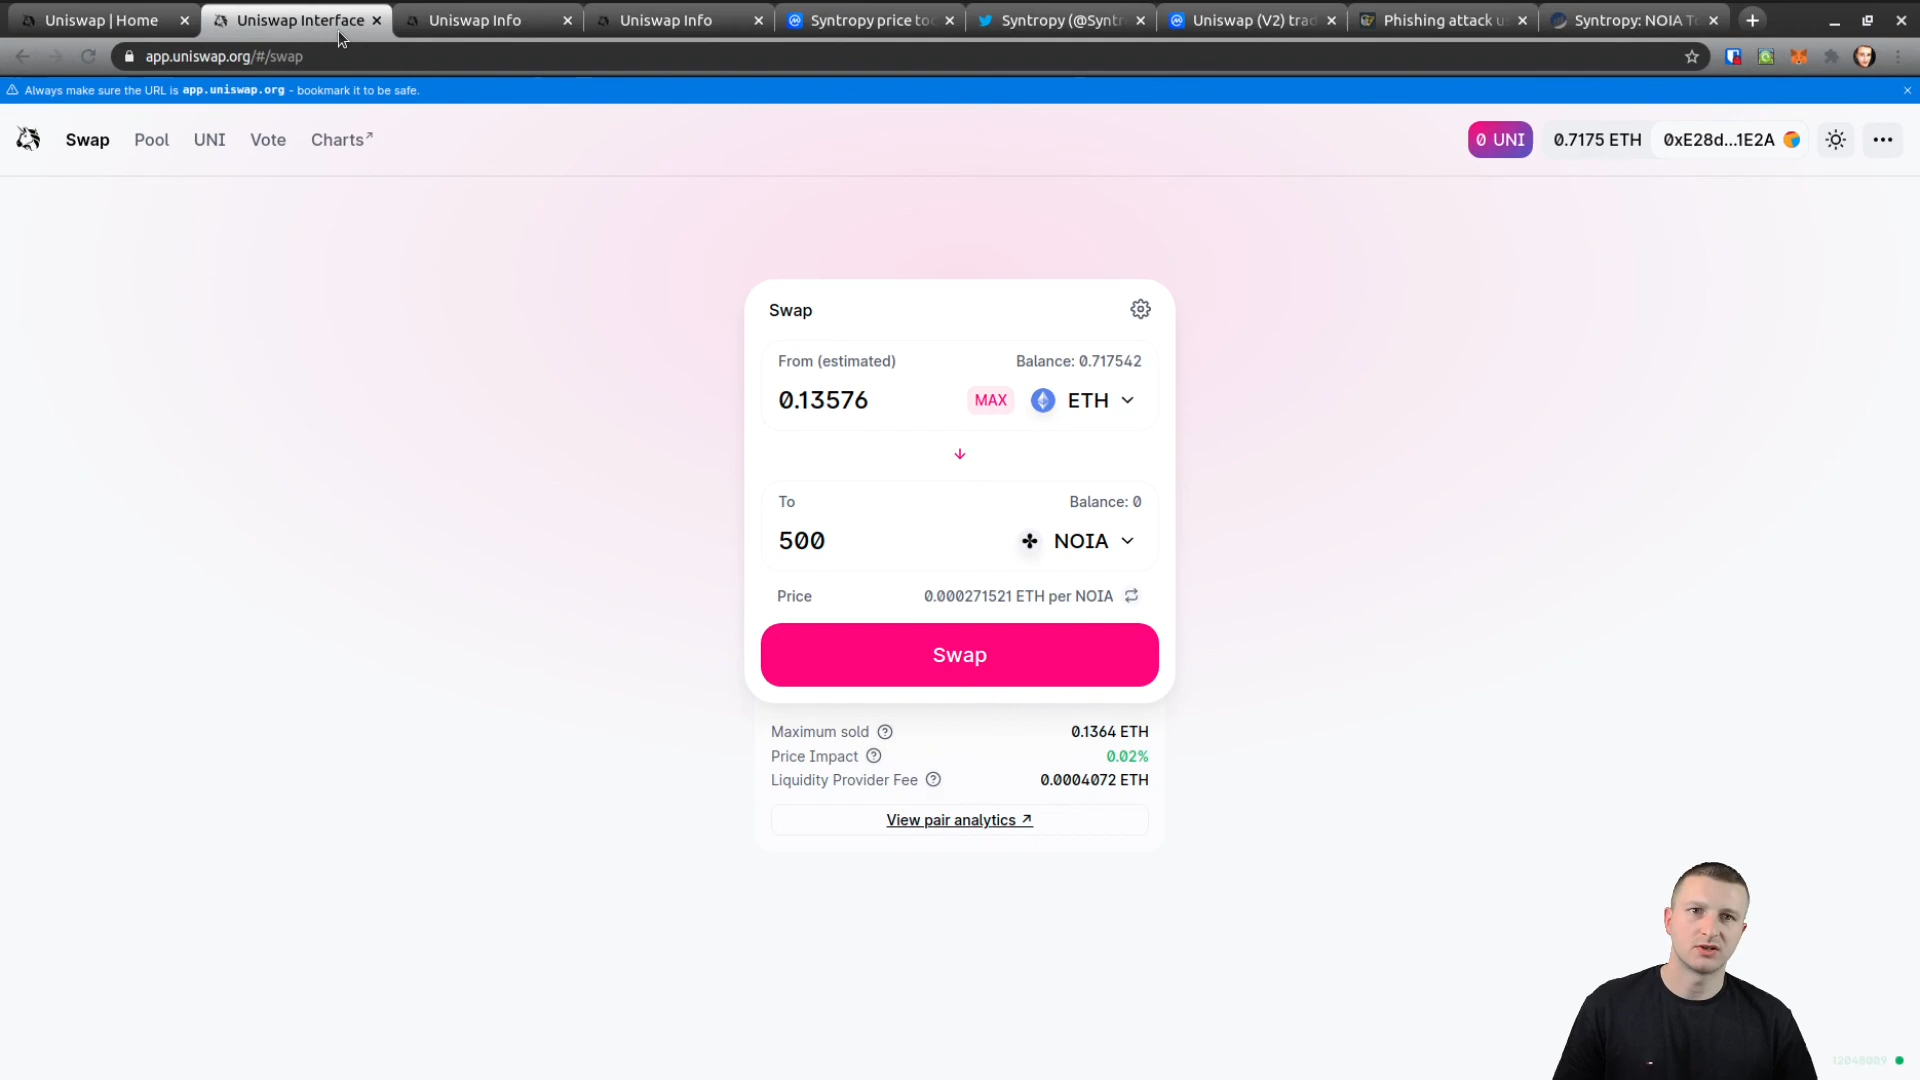 Uniswap | Home
Uniswap Interface
Uniswap Info
Uniswap Info
Syntropy price to
Syntropy (@Synt
Uniswap (V2) trad
Phishing attack u
Syntropy: NOIA T
app.uniswap.org/#/swap
Always make sure the URL is app.uniswap.org - bookmark it to be safe.
Swap
Pool
UNI
Vote
Charts↗
0 UNI
0.7175 ETH
0xE28d...1E2A
Swap
From (estimated)
Balance: 0.717542
0.13576
MAX
ETH
To
Balance: 0
500
NOIA
Price
0.000271521 ETH per NOIA
Swap
Maximum sold
0.1364 ETH
Price Impact
0.02%
Liquidity Provider Fee
0.0004072 ETH
View pair analytics ↗